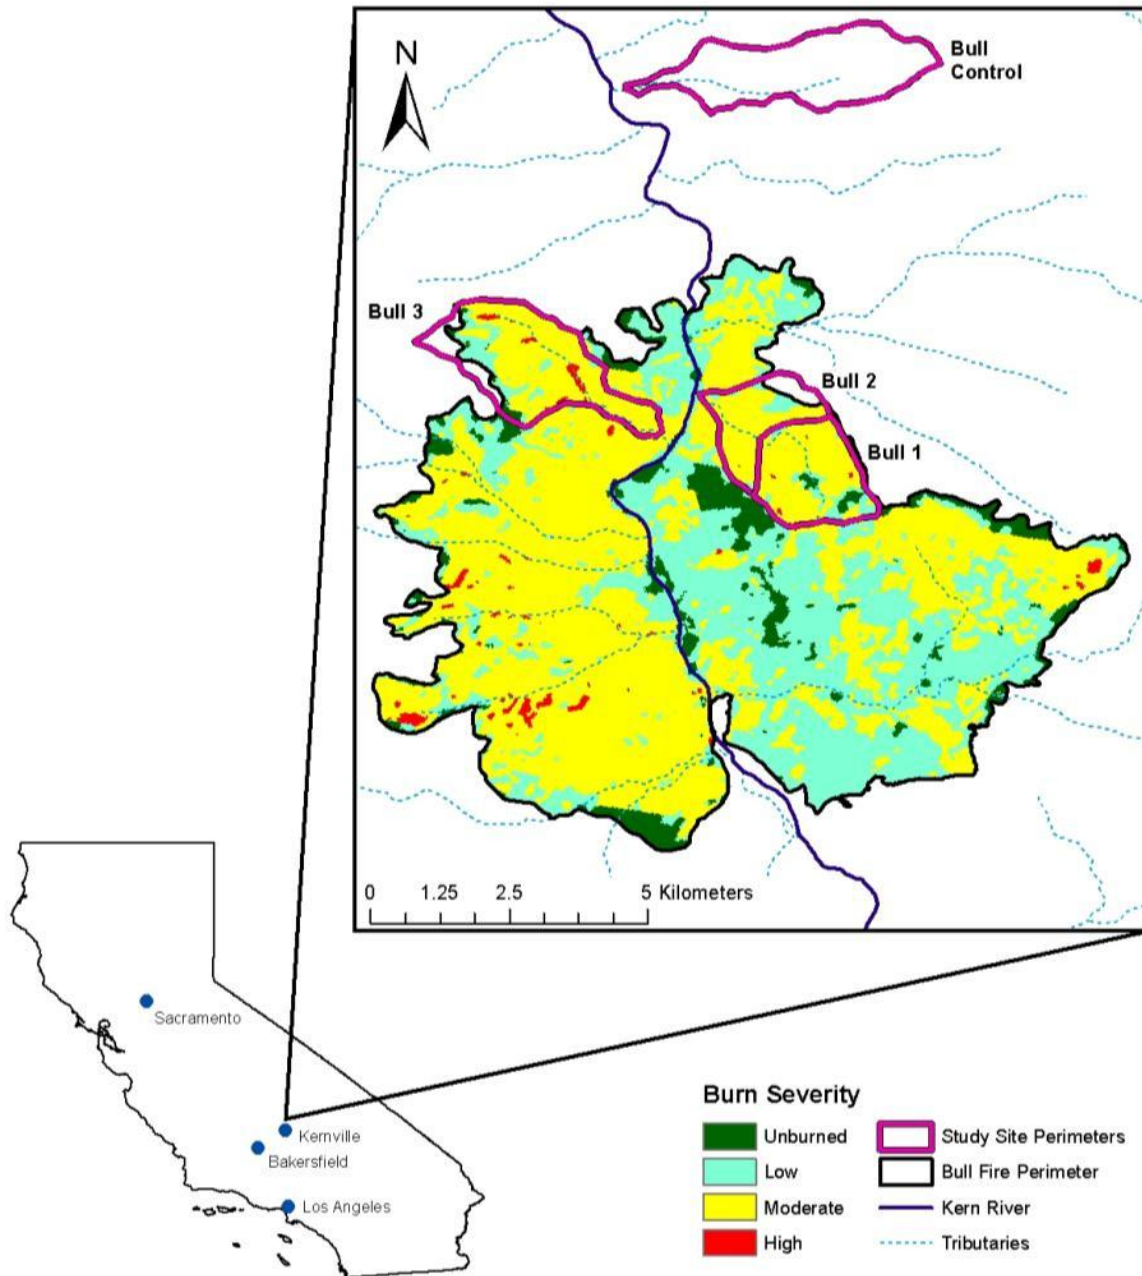 N
Bull
Control
Bull 3
Bull 2
Bull 1
0 1.25 2.5 5 Kilometers
Sacramento
Kernville
Bakersfield
Los Angeles
Burn Severity
Unburned
Low
Moderate
High
Study Site Perimeters
Bull Fire Perimeter
Kern River
Tributaries